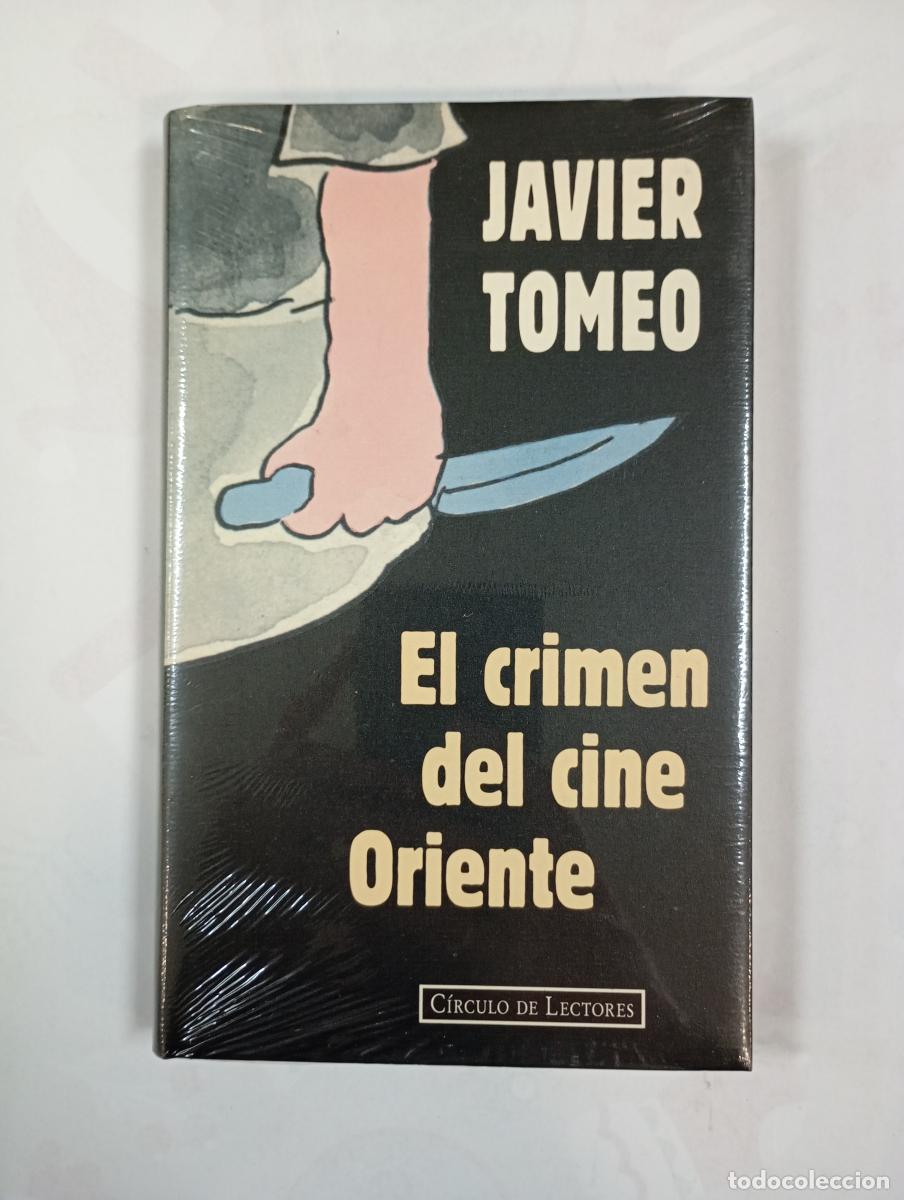 JAVIER
TOMEO
El crimen
del cine
Oriente
CÍRCULO DE LECTORES
todocoleccion